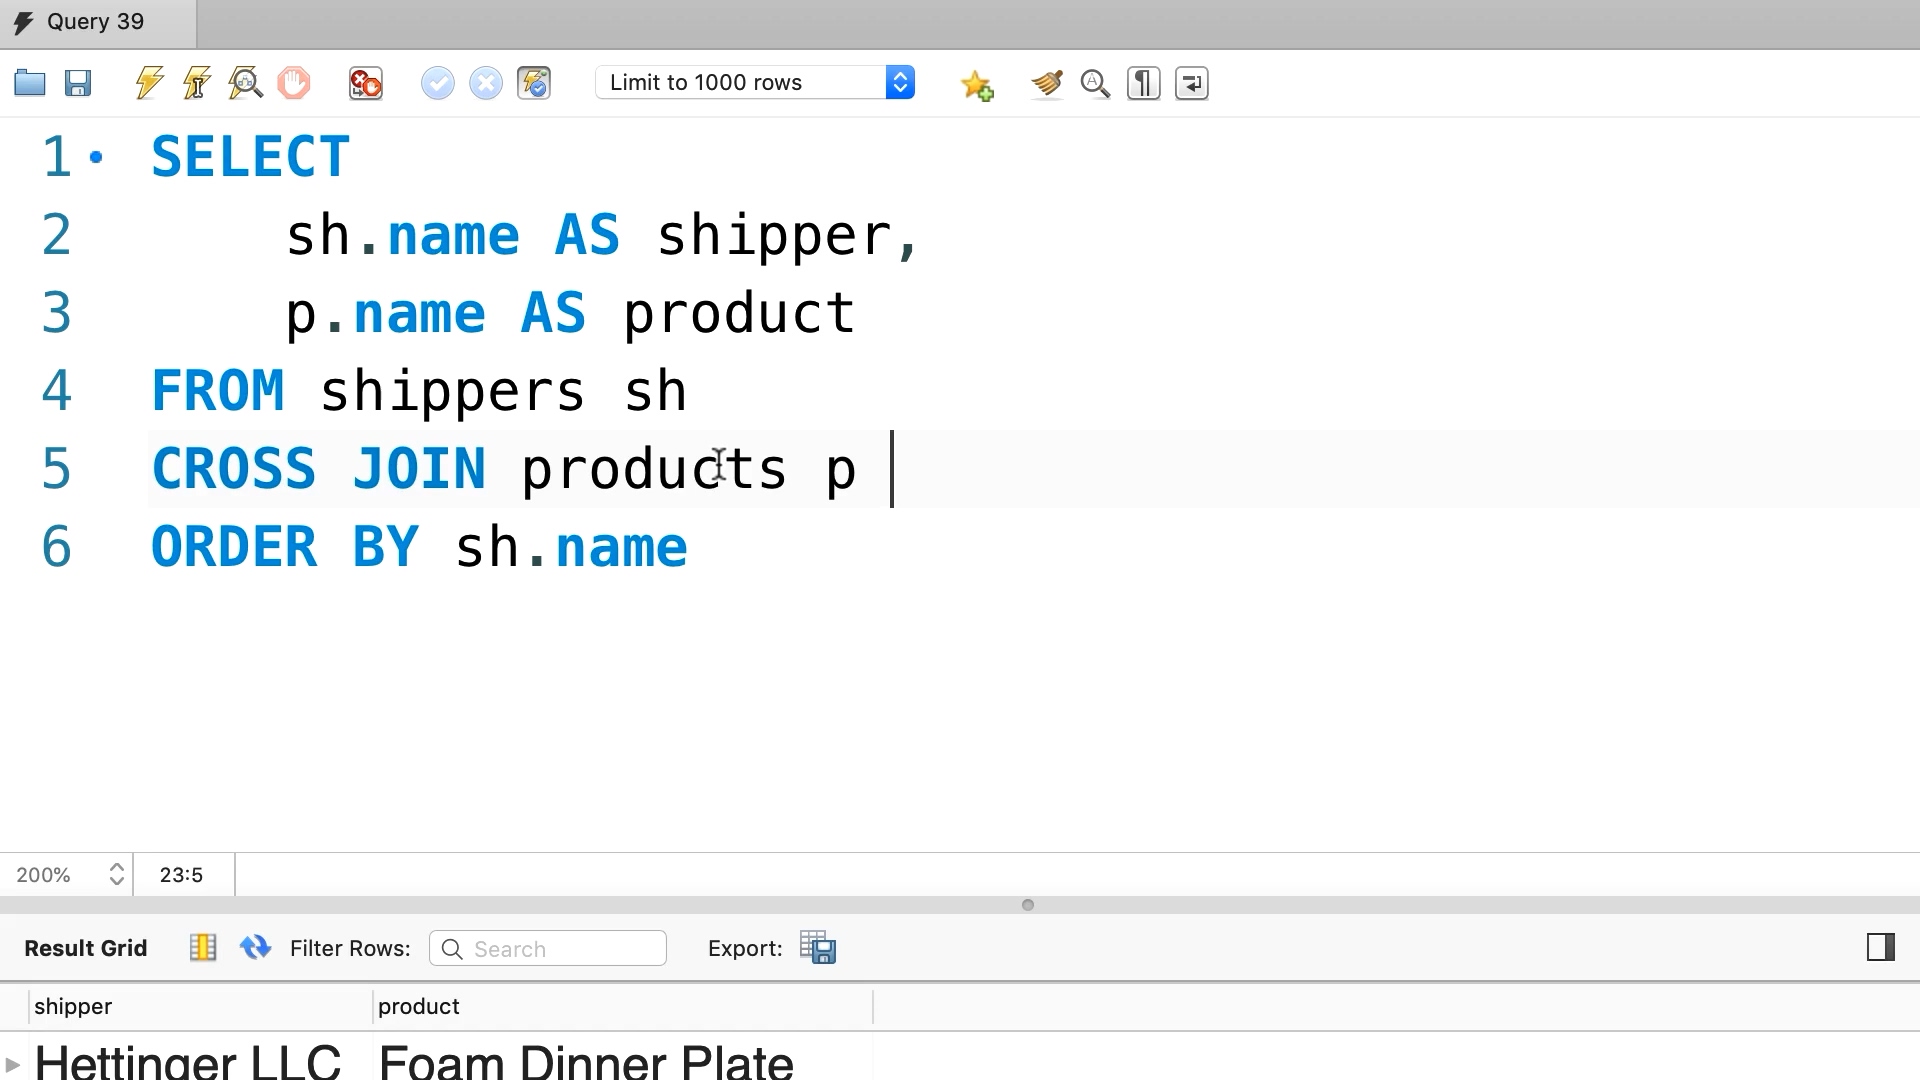 Query 39
Limit to 1000 rows
1 SELECT
2 sh.name AS shipper,
3 p.name AS product
4 FROM shippers sh
5 CROSS JOIN products p
6 ORDER BY sh.name
200% 23:5
Result Grid Filter Rows: Search Export:
shipper product
Hettinger LLC Foam Dinner Plate